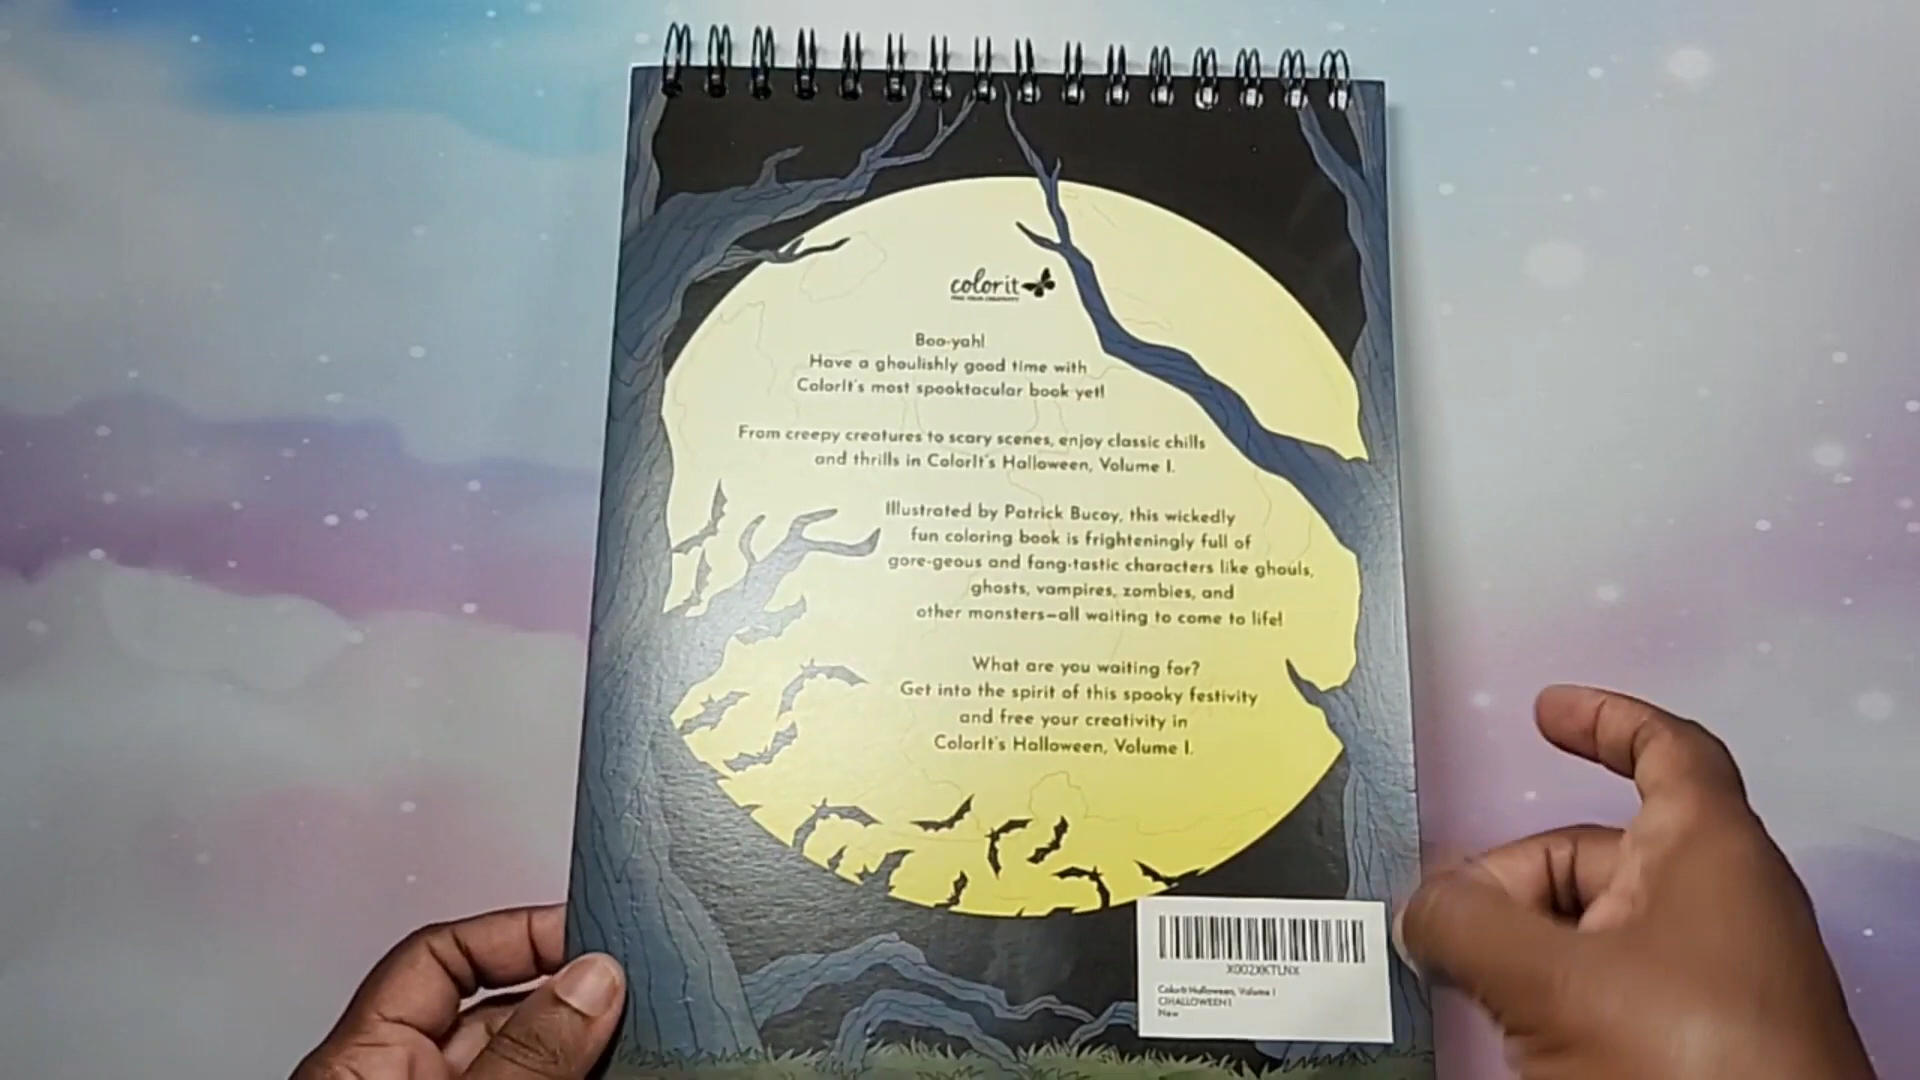 colorit
FREE YOUR CREATIVITY
Boo-yah!
Have a ghoulishly good time with
ColorIt's most spooktacular book yet!
From creepy creatures to scary scenes, enjoy classic chills
and thrills in ColorIt's Halloween, Volume I.
Illustrated by Patrick Bucoy, this wickedly
fun coloring book is frighteningly full of
gore-geous and fang-tastic characters like ghouls,
ghosts, vampires, zombies, and
other monsters—all waiting to come to life!
What are you waiting for?
Get into the spirit of this spooky festivity
and free your creativity in
ColorIt's Halloween, Volume I.
X002XKTLNX
ColorIt Halloween, Volume I
CIHALLOWEEN1
New